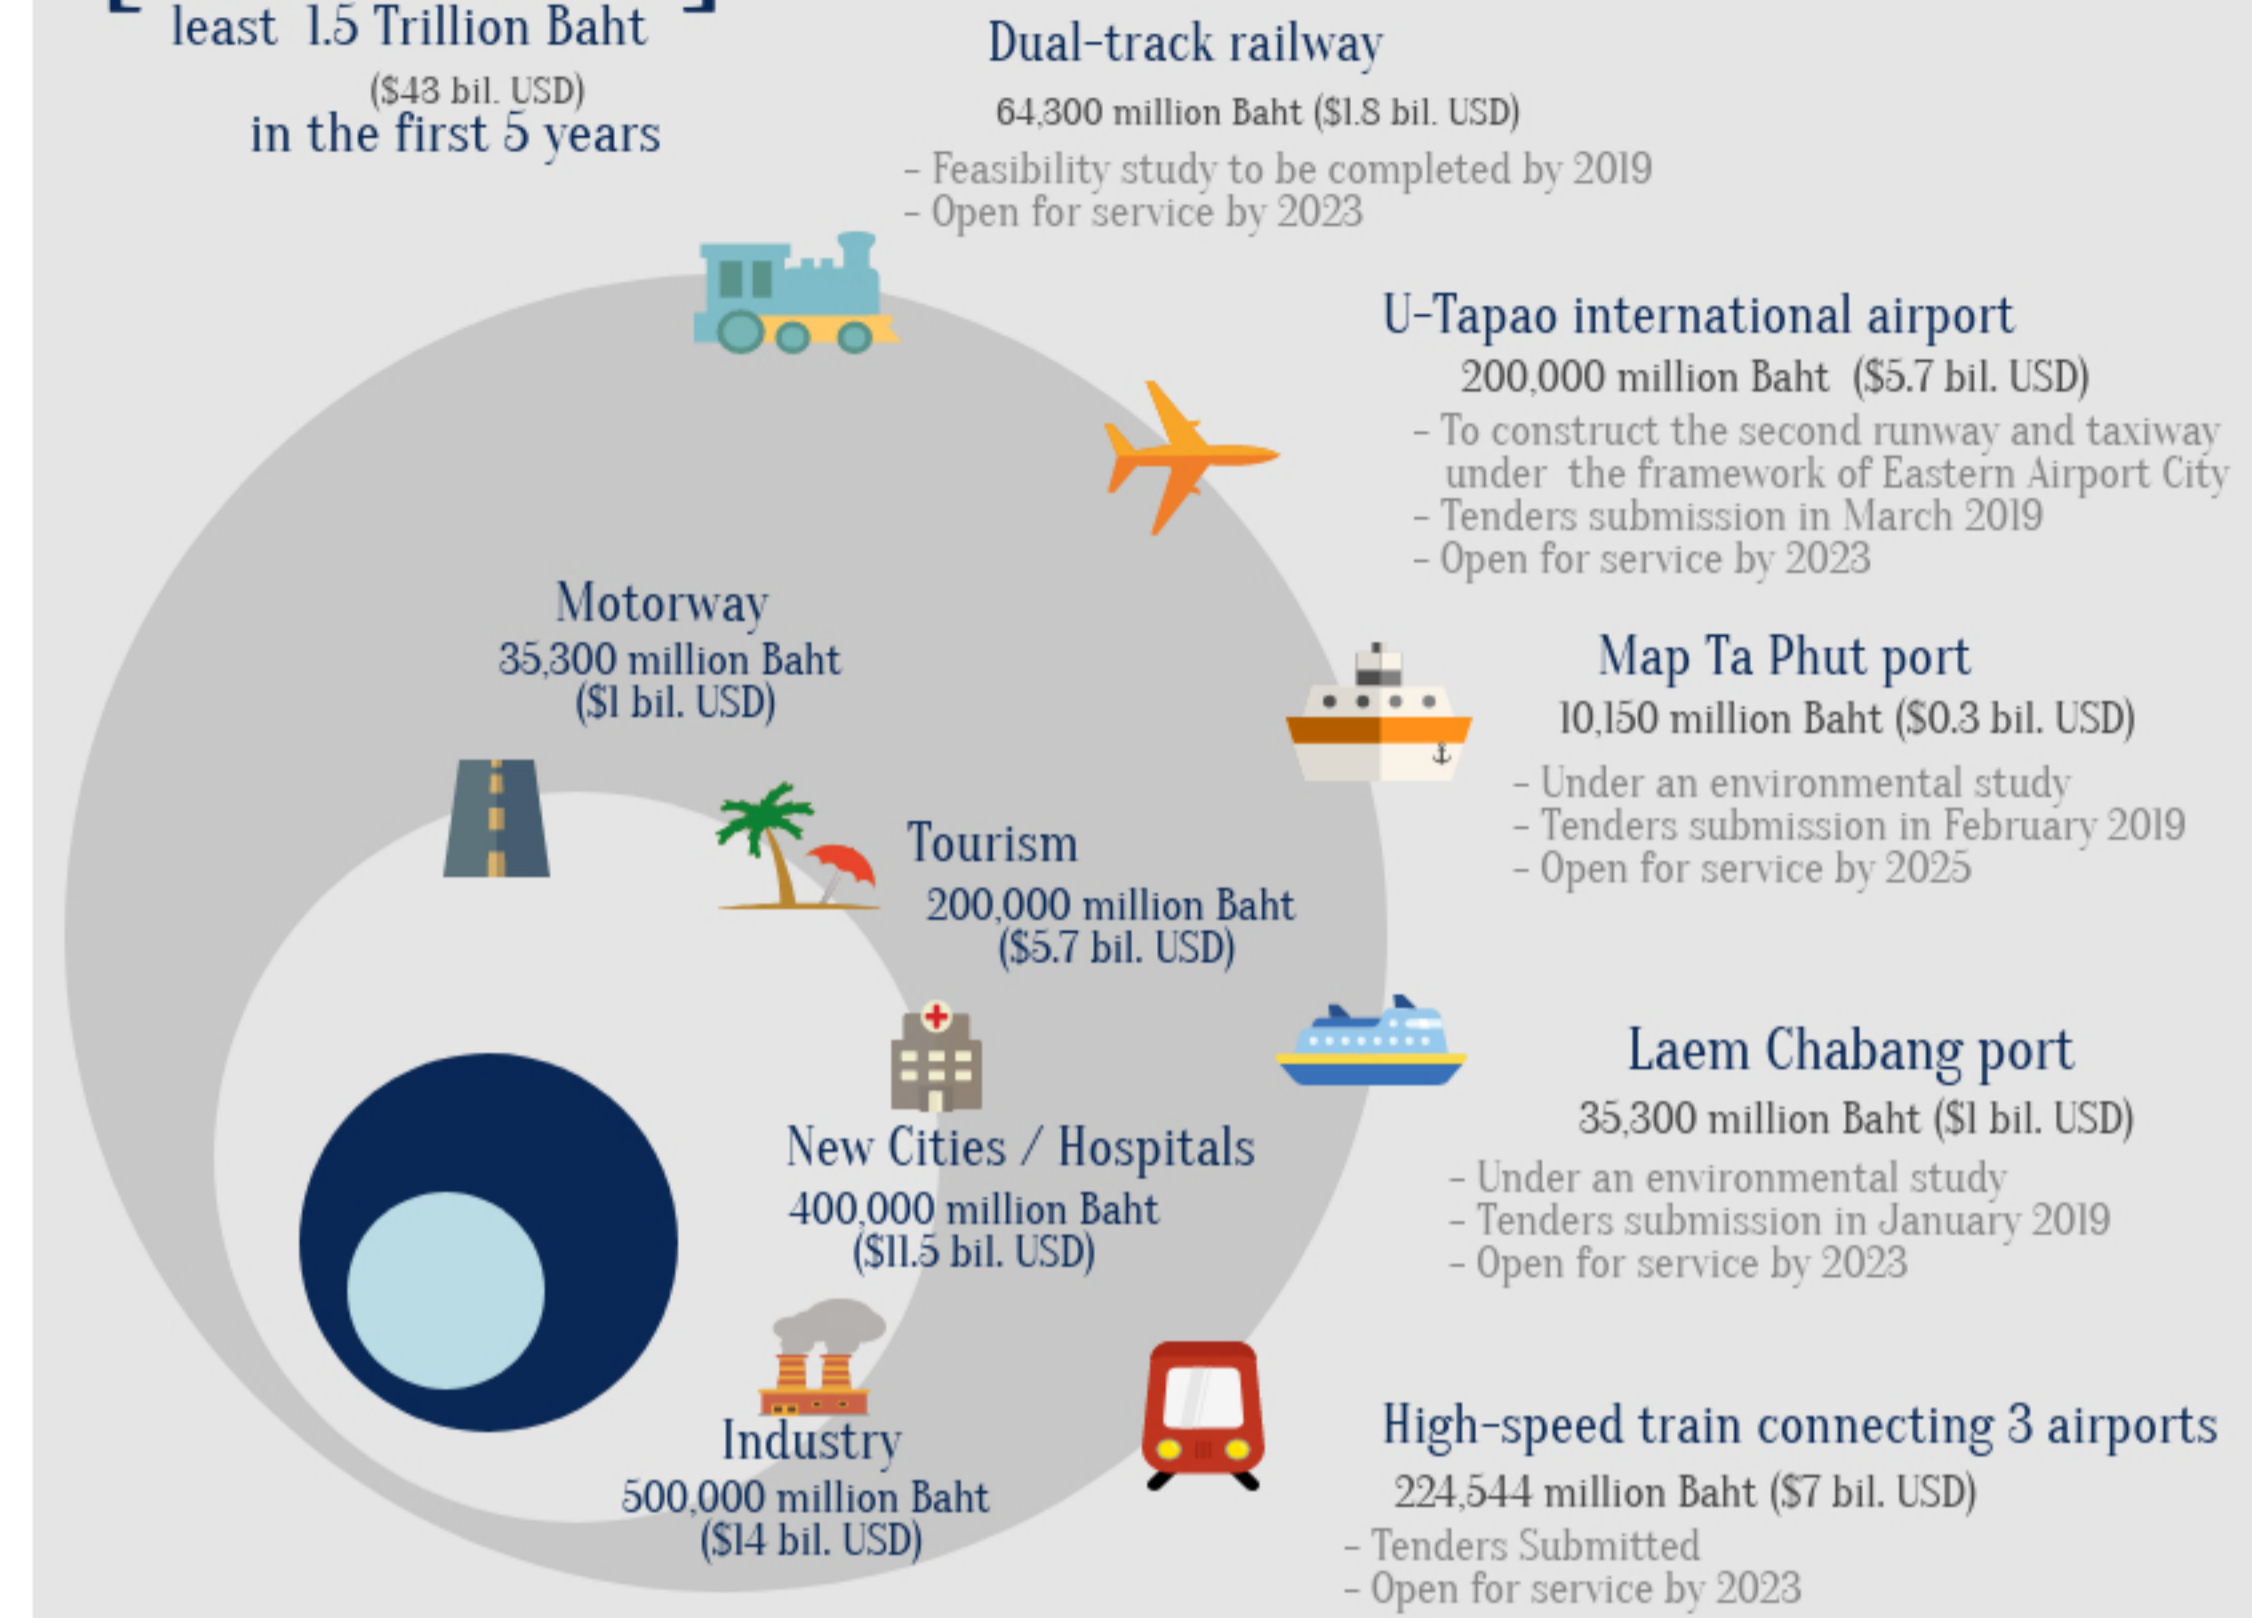 [ least 1.5 Trillion Baht ]
($43 bil. USD)
in the first 5 years
Dual-track railway
64,300 million Baht ($1.8 bil. USD)
- Feasibility study to be completed by 2019
- Open for service by 2023
U-Tapao international airport
200,000 million Baht ($5.7 bil. USD)
- To construct the second runway and taxiway
under the framework of Eastern Airport City
- Tenders submission in March 2019
- Open for service by 2023
Motorway
35,300 million Baht
($1 bil. USD)
Map Ta Phut port
10,150 million Baht ($0.3 bil. USD)
- Under an environmental study
- Tenders submission in February 2019
- Open for service by 2025
Tourism
200,000 million Baht
($5.7 bil. USD)
Laem Chabang port
35,300 million Baht ($1 bil. USD)
- Under an environmental study
- Tenders submission in January 2019
- Open for service by 2023
New Cities / Hospitals
400,000 million Baht
($11.5 bil. USD)
High-speed train connecting 3 airports
224,544 million Baht ($7 bil. USD)
- Tenders Submitted
- Open for service by 2023
Industry
500,000 million Baht
($14 bil. USD)